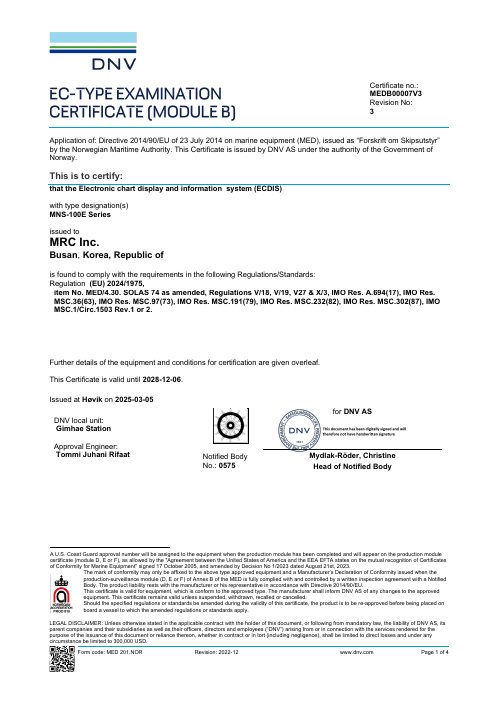 DNV
EC-TYPE EXAMINATION
CERTIFICATE (MODULE B)
Certificate no.:
MEDB00007V3
Revision No:
3
Application of: Directive 2014/90/EU of 23 July 2014 on marine equipment (MED), issued as "Forskrift om Skipsutstyr"
by the Norwegian Maritime Authority. This Certificate is issued by DNV AS under the authority of the Government of
Norway.
This is to certify:
that the Electronic chart display and information system (ECDIS)
with type designation(s)
MNS-100E Series
issued to
MRC Inc.
Busan, Korea, Republic of
is found to comply with the requirements in the following Regulations/Standards:
Regulation (EU) 2024/1975,
item No. MED/4.30. SOLAS 74 as amended, Regulations V/18, V/19, V27 & X/3, IMO Res. A.694(17), IMO Res.
MSC.36(63), IMO Res. MSC.97(73), IMO Res. MSC.191(79), IMO Res. MSC.232(82), IMO Res. MSC.302(87), IMO
MSC.1/Circ.1503 Rev.1 or 2.
Further details of the equipment and conditions for certification are given overleaf.
This Certificate is valid until 2028-12-06.
Issued at Høvik on 2025-03-05
DNV local unit:
Gimhae Station
Approval Engineer:
Tommi Juhani Rifaat
Notified Body
No.: 0575
for DNV AS
DNV
This document has been digitally signed and will
therefore not have handwritten signature
Mydlak-Röder, Christine
Head of Notified Body
A U.S. Coast Guard approval number will be assigned to the equipment when the production module has been completed and will appear on the production module
certificate (module D, E or F), as allowed by the "Agreement between the United States of America and the EEA EFTA states on the mutual recognition of Certificates
of Conformity for Marine Equipment" signed 17 October 2005, and amended by Decision No 1/2023 dated August 21st, 2023.
The mark of conformity may only be affixed to the above type approved equipment and a Manufacturer's Declaration of Conformity issued when the
production-surveillance module (D, E or F) of Annex B of the MED is fully complied with and controlled by a written inspection agreement with a Notified
Body. The product liability rests with the manufacturer or his representative in accordance with Directive 2014/90/EU.
This certificate is valid for equipment, which is conform to the approved type. The manufacturer shall inform DNV AS of any changes to the approved
equipment. This certificate remains valid unless suspended, withdrawn, recalled or cancelled.
Should the specified regulations or standards be amended during the validity of this certificate, the product is to be re-approved before being placed on
board a vessel to which the amended regulations or standards apply.
LEGAL DISCLAIMER: Unless otherwise stated in the applicable contract with the holder of this document, or following from mandatory law, the liability of DNV AS, its
parent companies and their subsidiaries as well as their officers, directors and employees ("DNV") arising from or in connection with the services rendered for the
purpose of the issuance of this document or reliance thereon, whether in contract or in tort (including negligence), shall be limited to direct losses and under any
circumstance be limited to 300,000 USD.
Form code: MED 201.NOR
Revision: 2022-12
www.dnv.com
Page 1 of 4